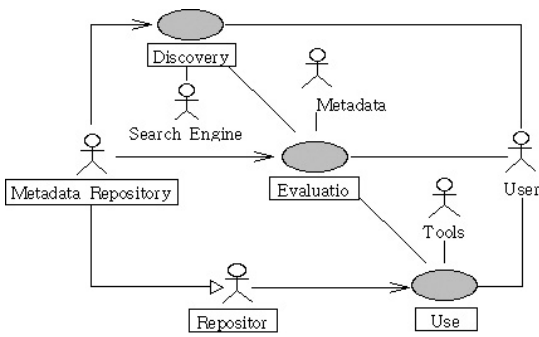 Discovery
Metadata
Search Engine
Metadata Repository
Evaluatio
User
Tools
Repositor
Use